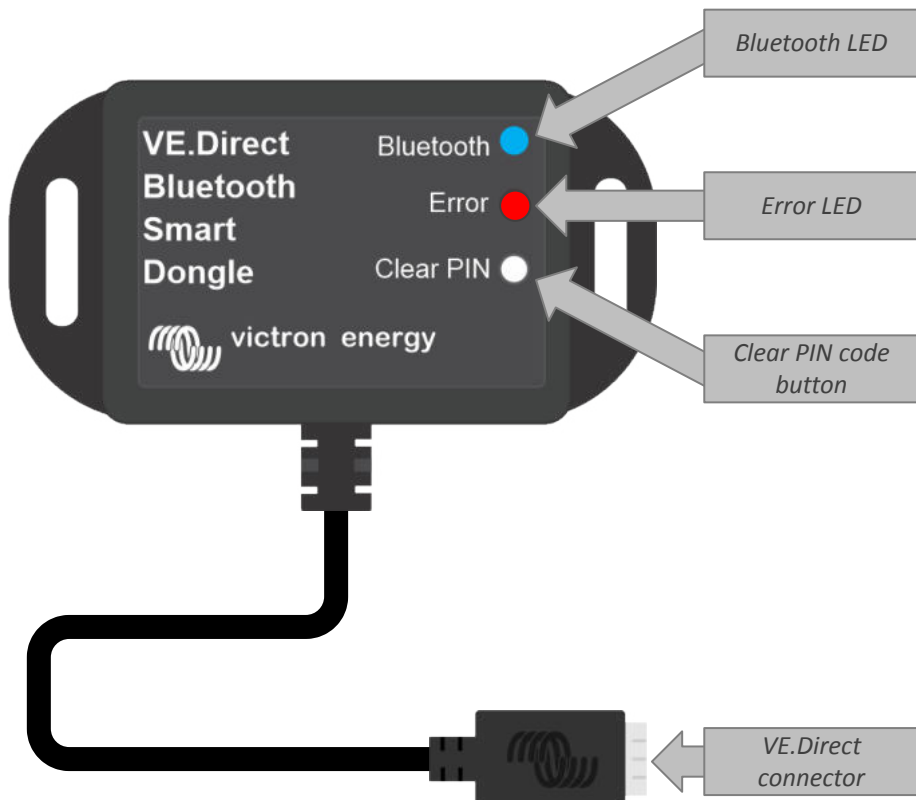 Bluetooth LED
VE.Direct
Bluetooth
Smart
Dongle
Bluetooth
Error
Clear PIN
victron energy
Error LED
Clear PIN code
button
VE.Direct
connector